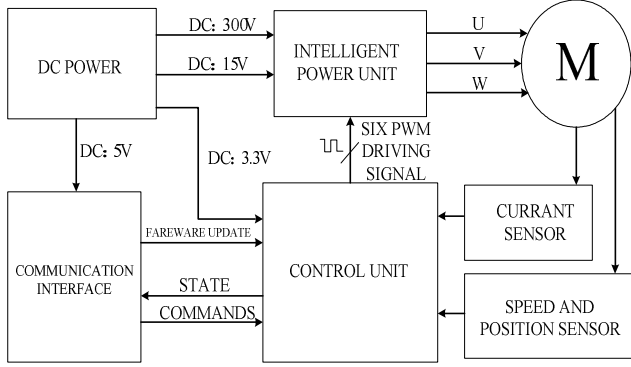 DC POWER
DC: 300V
DC: 15V
INTELLIGENT
POWER UNIT
U
V
W
M
DC: 5V
DC: 3.3V
SIX PWM
DRIVING
SIGNAL
COMMUNICATION
INTERFACE
FAREWARE UPDATE
STATE
COMMANDS
CONTROL UNIT
CURRANT
SENSOR
SPEED AND
POSITION SENSOR